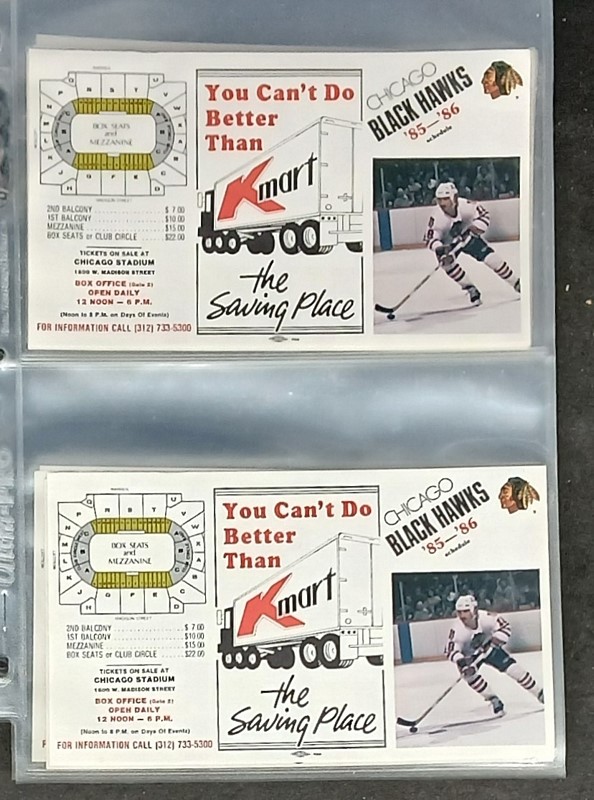 BOX SEATS
and
MEZZANINE
MADISON STREET
2ND BALCONY $ 7.00
1ST BALCONY $10.00
MEZZANINE $15.00
BOX SEATS or CLUB CIRCLE $22.00
TICKETS ON SALE AT
CHICAGO STADIUM
1800 W. MADISON STREET
BOX OFFICE (Gate 2)
OPEN DAILY
12 NOON — 6 P.M.
(Noon to 8 P.M. on Days Of Events)
FOR INFORMATION CALL (312) 733-5300
You Can't Do
Better
Than
Kmart
the
Saving Place
CHICAGO
BLACK HAWKS
'85—'86
schedule
BOX SEATS
and
MEZZANINE
MADISON STREET
2ND BALCONY $ 7.00
1ST BALCONY $10.00
MEZZANINE $15.00
BOX SEATS or CLUB CIRCLE $22.00
TICKETS ON SALE AT
CHICAGO STADIUM
1800 W. MADISON STREET
BOX OFFICE (Gate 2)
OPEN DAILY
12 NOON — 6 P.M.
(Noon to 8 P.M. on Days Of Events)
FOR INFORMATION CALL (312) 733-5300
You Can't Do
Better
Than
Kmart
the
Saving Place
CHICAGO
BLACK HAWKS
'85—'86
schedule